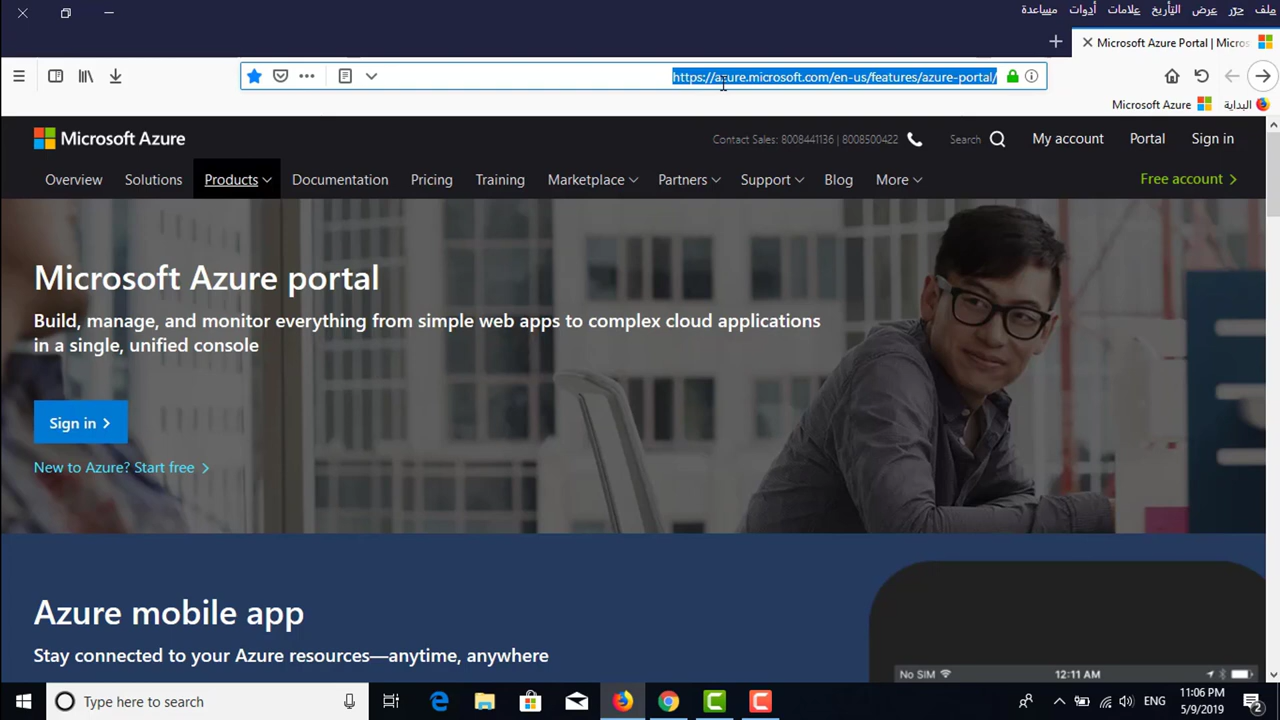 ملف حرّر عرض التأريخ علامات أدوات مساعدة
Microsoft Azure Portal | Micros
https://azure.microsoft.com/en-us/features/azure-portal/
البداية
Microsoft Azure
Microsoft Azure
Contact Sales: 8008441136 | 8008500422
Search
My account
Portal
Sign in
Overview
Solutions
Products
Documentation
Pricing
Training
Marketplace
Partners
Support
Blog
More
Free account
Microsoft Azure portal
Build, manage, and monitor everything from simple web apps to complex cloud applications
in a single, unified console
Sign in
New to Azure? Start free
Azure mobile app
Stay connected to your Azure resources—anytime, anywhere
No SIM
12:11 AM
Type here to search
ENG
11:06 PM
5/9/2019
2